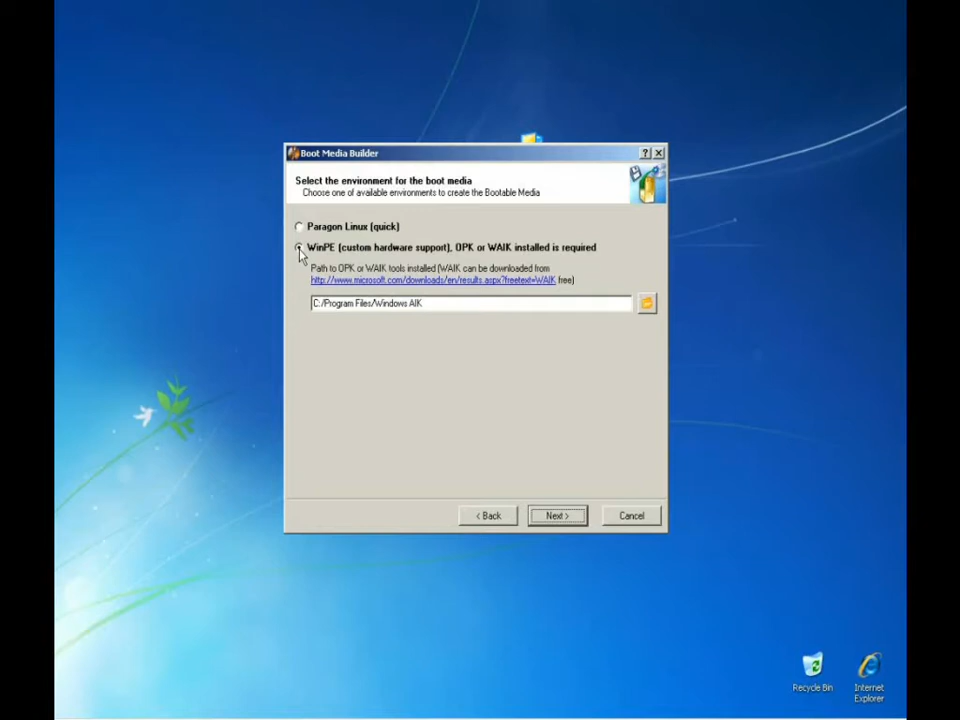 Boot Media Builder
Select the environment for the boot media
Choose one of available environments to create the Bootable Media
Paragon Linux (quick)
WinPE (custom hardware support), OPK or WAIK installed is required
Path to OPK or WAIK tools installed (WAIK can be downloaded from
http://www.microsoft.com/downloads/en/results.aspx?freetext=WAIK free)
C:/Program Files/Windows AIK
< Back
Next >
Cancel
Recycle Bin
Internet
Explorer